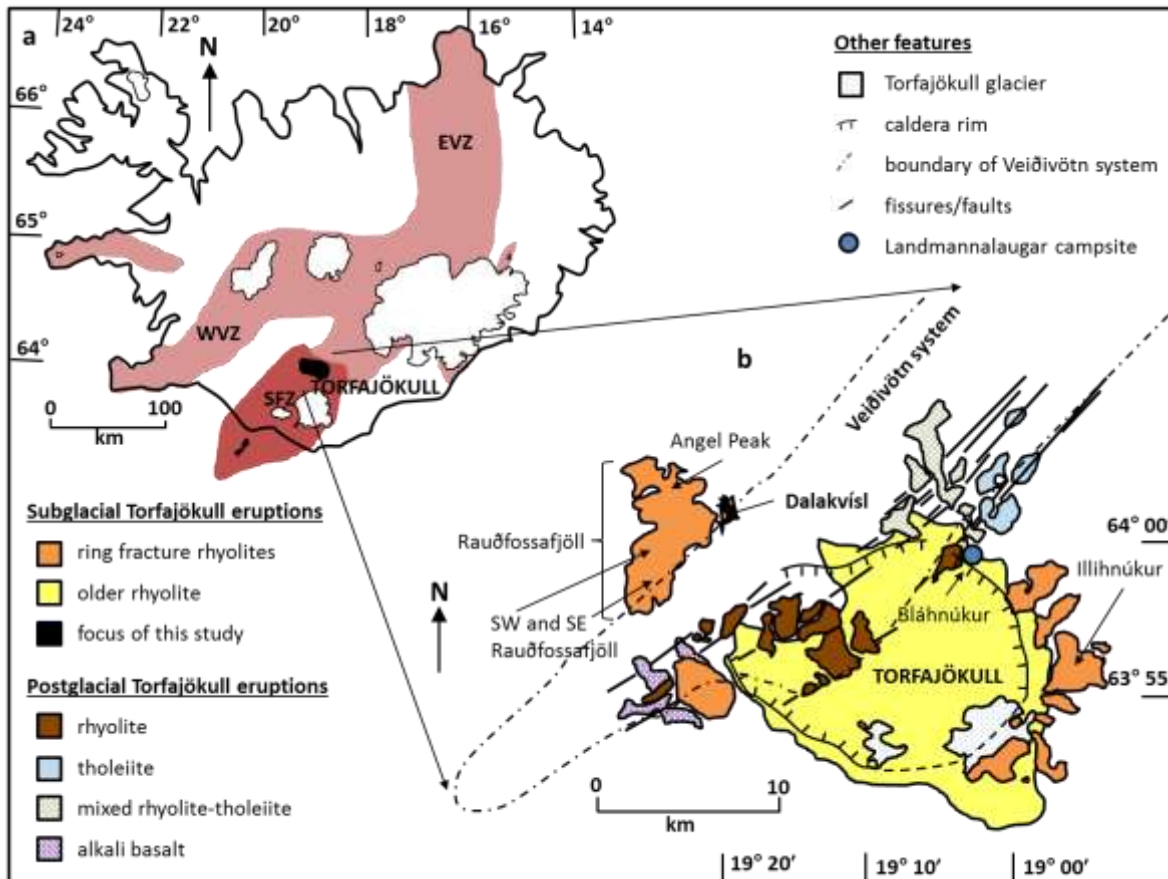 24° 22° 20° 18° 16° 14°
a
N
66°
65°
64°
EVZ
WVZ
SFZ
TORFAJÖKULL
0 100
km
Subglacial Torfajökull eruptions
ring fracture rhyolites
older rhyolite
focus of this study
Postglacial Torfajökull eruptions
rhyolite
tholeiite
mixed rhyolite-tholeiite
alkali basalt
Other features
Torfajökull glacier
caldera rim
boundary of Veiðivötn system
fissures/faults
Landmannalaugar campsite
b
Veiðivötn system
Angel Peak
Dalakvísl
Rauðfossafjöll
64° 00'
Illihnúkur
N
SW and SE
Rauðfossafjöll
Bláhnúkur
TORFAJÖKULL
63° 55'
0 10
km
19° 20' 19° 10' 19° 00'